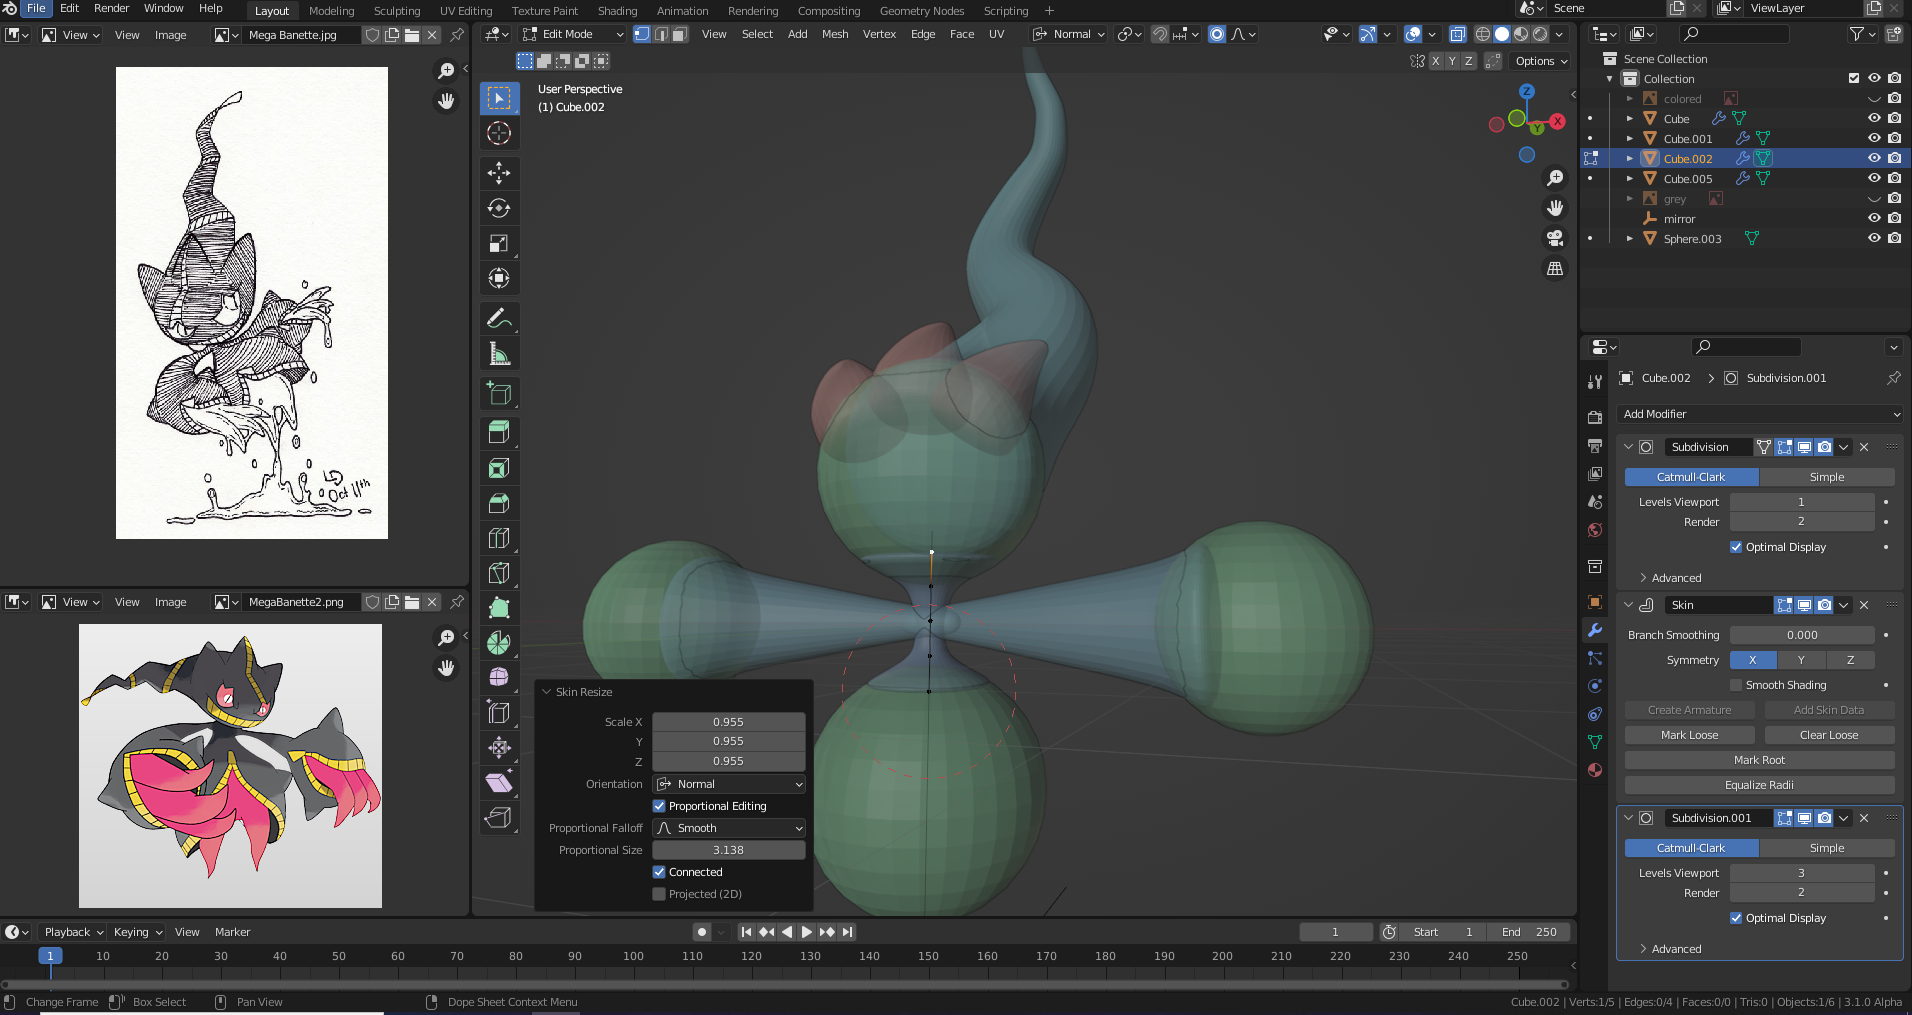 File Edit Render Window Help Layout Modeling Sculpting UV Editing Texture Paint Shading Animation Rendering Compositing Geometry Nodes Scripting + Scene ViewLayer
View View Image Mega Banette.jpg
Edit Mode View Select Add Mesh Vertex Edge Face UV Normal
X Y Z Options
User Perspective
(1) Cube.002
Z
X
Y
Oct 11th
View View Image MegaBanette2.png
Skin Resize
Scale X 0.955
Y 0.955
Z 0.955
Orientation Normal
Proportional Editing
Proportional Falloff Smooth
Proportional Size 3.138
Connected
Projected (2D)
Scene Collection
Collection
colored
Cube
Cube.001
Cube.002
Cube.005
grey
mirror
Sphere.003
Cube.002 > Subdivision.001
Add Modifier
Subdivision
Catmull-Clark Simple
Levels Viewport 1
Render 2
Optimal Display
Advanced
Skin
Branch Smoothing 0.000
Symmetry X Y Z
Smooth Shading
Create Armature Add Skin Data
Mark Loose Clear Loose
Mark Root
Equalize Radii
Subdivision.001
Catmull-Clark Simple
Levels Viewport 3
Render 2
Optimal Display
Advanced
Playback Keying View Marker 1 Start 1 End 250
1 10 20 30 40 50 60 70 80 90 100 110 120 130 140 150 160 170 180 190 200 210 220 230 240 250
Change Frame Box Select Pan View Dope Sheet Context Menu Cube.002 | Verts:1/5 | Edges:0/4 | Faces:0/0 | Tris:0 | Objects:1/6 | 3.1.0 Alpha